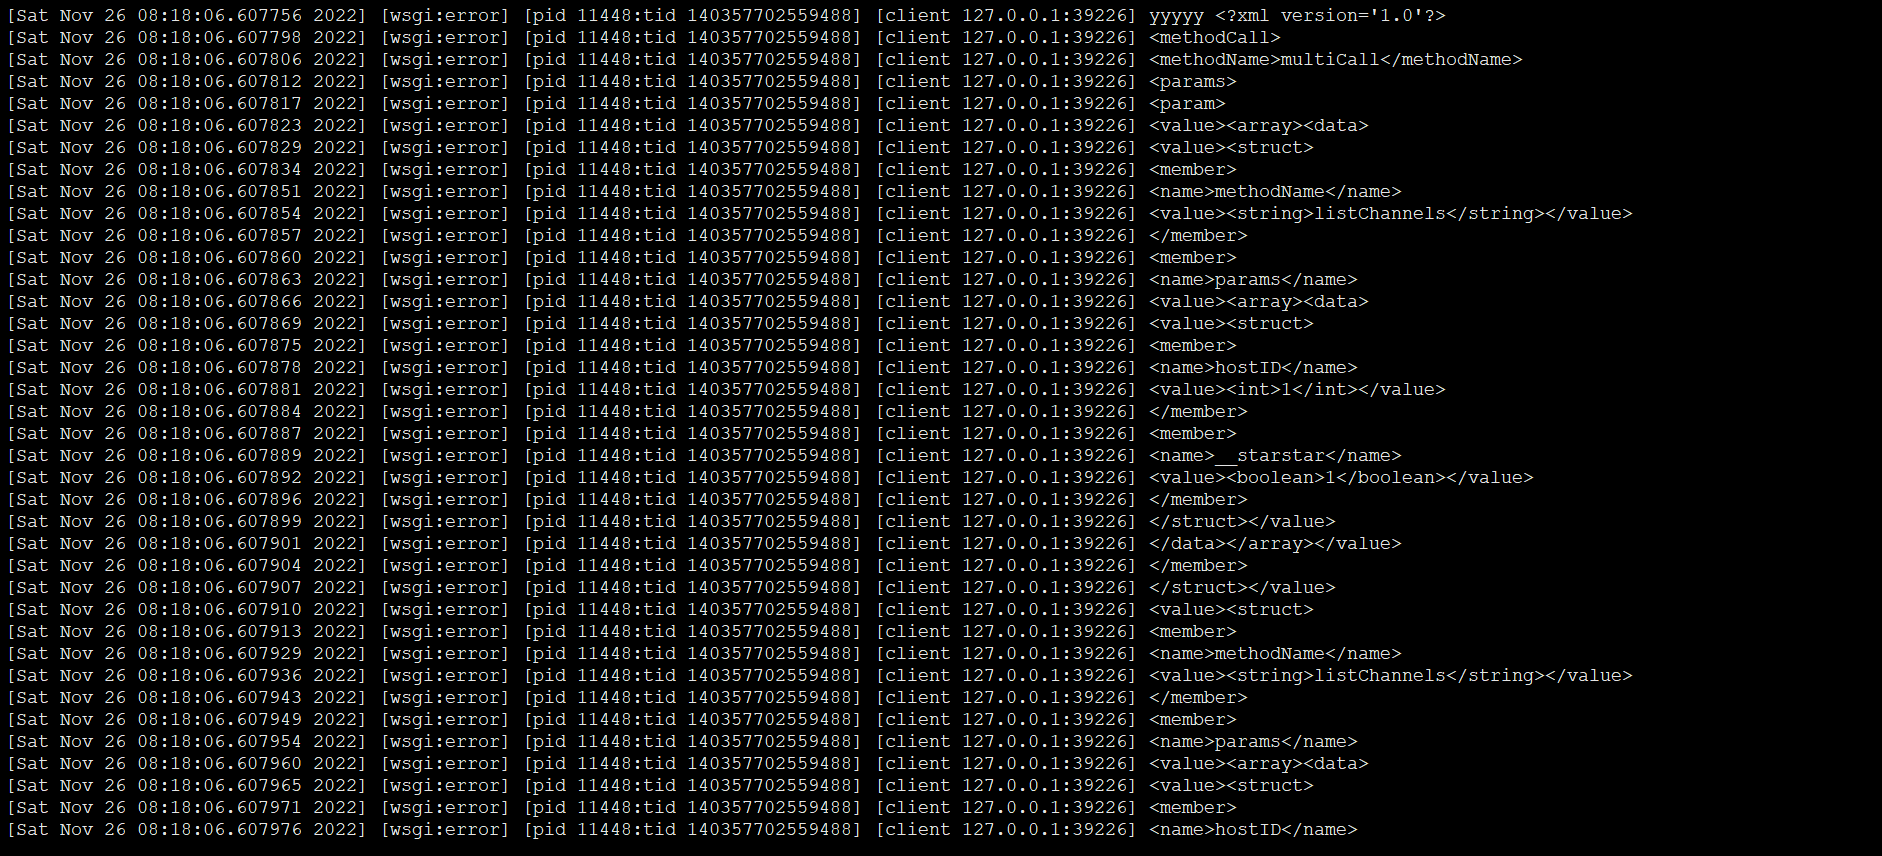 [Sat Nov 26 08:18:06.607756 2022] [wsgi:error] [pid 11448:tid 140357702559488] [client 127.0.0.1:39226] yyyyy <?xml version='1.0'?>
[Sat Nov 26 08:18:06.607798 2022] [wsgi:error] [pid 11448:tid 140357702559488] [client 127.0.0.1:39226] <methodCall>
[Sat Nov 26 08:18:06.607806 2022] [wsgi:error] [pid 11448:tid 140357702559488] [client 127.0.0.1:39226] <methodName>multiCall</methodName>
[Sat Nov 26 08:18:06.607812 2022] [wsgi:error] [pid 11448:tid 140357702559488] [client 127.0.0.1:39226] <params>
[Sat Nov 26 08:18:06.607817 2022] [wsgi:error] [pid 11448:tid 140357702559488] [client 127.0.0.1:39226] <param>
[Sat Nov 26 08:18:06.607823 2022] [wsgi:error] [pid 11448:tid 140357702559488] [client 127.0.0.1:39226] <value><array><data>
[Sat Nov 26 08:18:06.607829 2022] [wsgi:error] [pid 11448:tid 140357702559488] [client 127.0.0.1:39226] <value><struct>
[Sat Nov 26 08:18:06.607834 2022] [wsgi:error] [pid 11448:tid 140357702559488] [client 127.0.0.1:39226] <member>
[Sat Nov 26 08:18:06.607851 2022] [wsgi:error] [pid 11448:tid 140357702559488] [client 127.0.0.1:39226] <name>methodName</name>
[Sat Nov 26 08:18:06.607854 2022] [wsgi:error] [pid 11448:tid 140357702559488] [client 127.0.0.1:39226] <value><string>listChannels</string></value>
[Sat Nov 26 08:18:06.607857 2022] [wsgi:error] [pid 11448:tid 140357702559488] [client 127.0.0.1:39226] </member>
[Sat Nov 26 08:18:06.607860 2022] [wsgi:error] [pid 11448:tid 140357702559488] [client 127.0.0.1:39226] <member>
[Sat Nov 26 08:18:06.607863 2022] [wsgi:error] [pid 11448:tid 140357702559488] [client 127.0.0.1:39226] <name>params</name>
[Sat Nov 26 08:18:06.607866 2022] [wsgi:error] [pid 11448:tid 140357702559488] [client 127.0.0.1:39226] <value><array><data>
[Sat Nov 26 08:18:06.607869 2022] [wsgi:error] [pid 11448:tid 140357702559488] [client 127.0.0.1:39226] <value><struct>
[Sat Nov 26 08:18:06.607875 2022] [wsgi:error] [pid 11448:tid 140357702559488] [client 127.0.0.1:39226] <member>
[Sat Nov 26 08:18:06.607878 2022] [wsgi:error] [pid 11448:tid 140357702559488] [client 127.0.0.1:39226] <name>hostID</name>
[Sat Nov 26 08:18:06.607881 2022] [wsgi:error] [pid 11448:tid 140357702559488] [client 127.0.0.1:39226] <value><int>1</int></value>
[Sat Nov 26 08:18:06.607884 2022] [wsgi:error] [pid 11448:tid 140357702559488] [client 127.0.0.1:39226] </member>
[Sat Nov 26 08:18:06.607887 2022] [wsgi:error] [pid 11448:tid 140357702559488] [client 127.0.0.1:39226] <member>
[Sat Nov 26 08:18:06.607889 2022] [wsgi:error] [pid 11448:tid 140357702559488] [client 127.0.0.1:39226] <name>__starstar</name>
[Sat Nov 26 08:18:06.607892 2022] [wsgi:error] [pid 11448:tid 140357702559488] [client 127.0.0.1:39226] <value><boolean>1</boolean></value>
[Sat Nov 26 08:18:06.607896 2022] [wsgi:error] [pid 11448:tid 140357702559488] [client 127.0.0.1:39226] </member>
[Sat Nov 26 08:18:06.607899 2022] [wsgi:error] [pid 11448:tid 140357702559488] [client 127.0.0.1:39226] </struct></value>
[Sat Nov 26 08:18:06.607901 2022] [wsgi:error] [pid 11448:tid 140357702559488] [client 127.0.0.1:39226] </data></array></value>
[Sat Nov 26 08:18:06.607904 2022] [wsgi:error] [pid 11448:tid 140357702559488] [client 127.0.0.1:39226] </member>
[Sat Nov 26 08:18:06.607907 2022] [wsgi:error] [pid 11448:tid 140357702559488] [client 127.0.0.1:39226] </struct></value>
[Sat Nov 26 08:18:06.607910 2022] [wsgi:error] [pid 11448:tid 140357702559488] [client 127.0.0.1:39226] <value><struct>
[Sat Nov 26 08:18:06.607913 2022] [wsgi:error] [pid 11448:tid 140357702559488] [client 127.0.0.1:39226] <member>
[Sat Nov 26 08:18:06.607929 2022] [wsgi:error] [pid 11448:tid 140357702559488] [client 127.0.0.1:39226] <name>methodName</name>
[Sat Nov 26 08:18:06.607936 2022] [wsgi:error] [pid 11448:tid 140357702559488] [client 127.0.0.1:39226] <value><string>listChannels</string></value>
[Sat Nov 26 08:18:06.607943 2022] [wsgi:error] [pid 11448:tid 140357702559488] [client 127.0.0.1:39226] </member>
[Sat Nov 26 08:18:06.607949 2022] [wsgi:error] [pid 11448:tid 140357702559488] [client 127.0.0.1:39226] <member>
[Sat Nov 26 08:18:06.607954 2022] [wsgi:error] [pid 11448:tid 140357702559488] [client 127.0.0.1:39226] <name>params</name>
[Sat Nov 26 08:18:06.607960 2022] [wsgi:error] [pid 11448:tid 140357702559488] [client 127.0.0.1:39226] <value><array><data>
[Sat Nov 26 08:18:06.607965 2022] [wsgi:error] [pid 11448:tid 140357702559488] [client 127.0.0.1:39226] <value><struct>
[Sat Nov 26 08:18:06.607971 2022] [wsgi:error] [pid 11448:tid 140357702559488] [client 127.0.0.1:39226] <member>
[Sat Nov 26 08:18:06.607976 2022] [wsgi:error] [pid 11448:tid 140357702559488] [client 127.0.0.1:39226] <name>hostID</name>